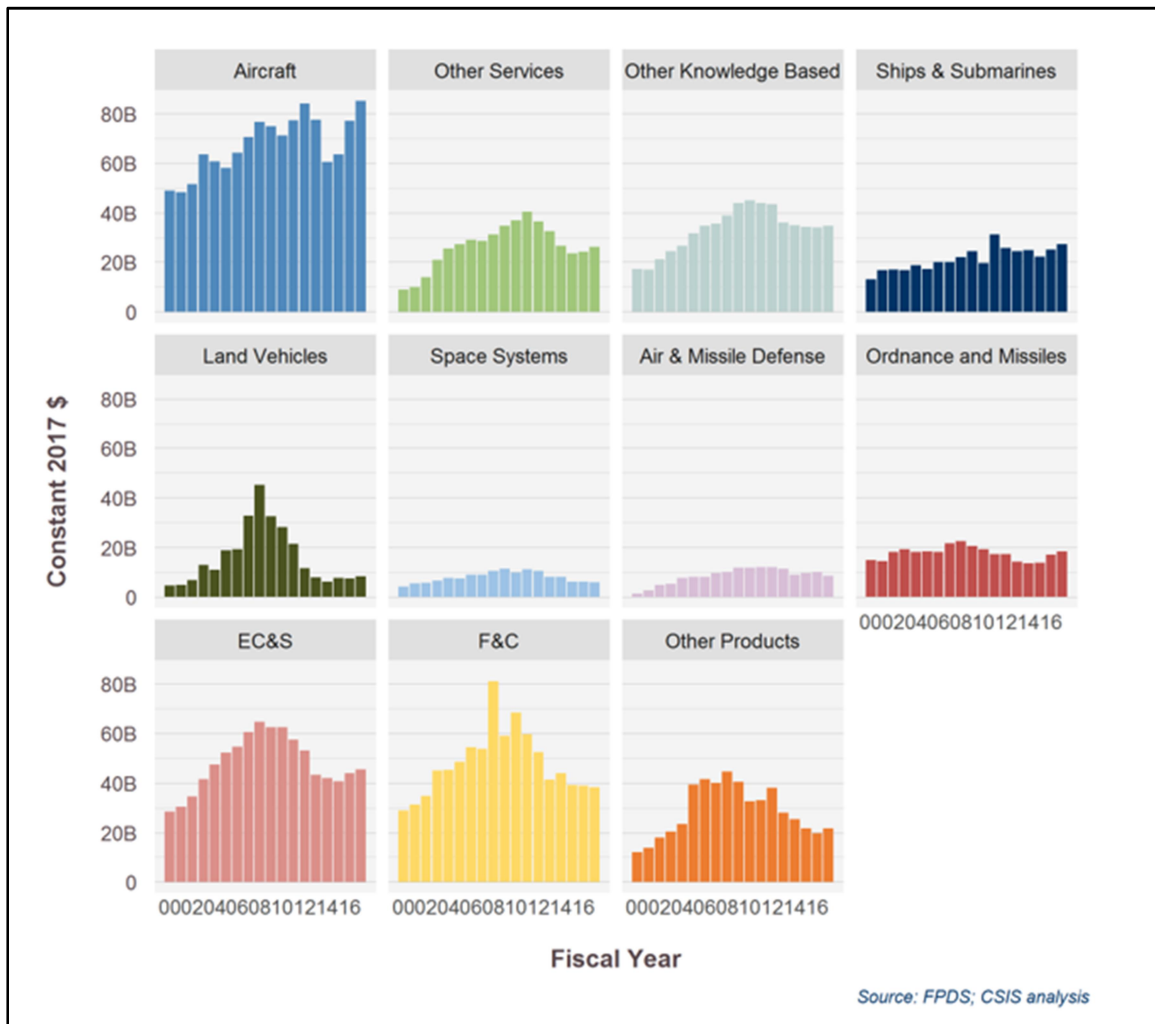 Aircraft
Other Services
Other Knowledge Based
Ships & Submarines
80B
60B
40B
20B
0
Land Vehicles
Space Systems
Air & Missile Defense
Ordnance and Missiles
80B
60B
40B
20B
0
000204060810121416
EC&S
F&C
Other Products
80B
60B
40B
20B
0
000204060810121416
000204060810121416
000204060810121416
Constant 2017 $
Fiscal Year
Source: FPDS; CSIS analysis